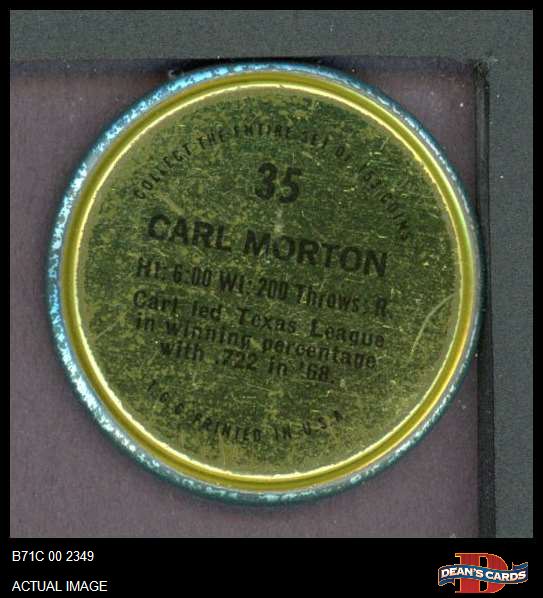 COLLECT THE ENTIRE SET OF 153 COINS
35
CARL MORTON
Ht: 6.00 Wt: 200 Throws: R.
Carl led Texas League
in winning percentage
with .722 in '68.
T.C.G. PRINTED IN U.S.A.
B71C 00 2349
ACTUAL IMAGE
D
DEAN'S CARDS